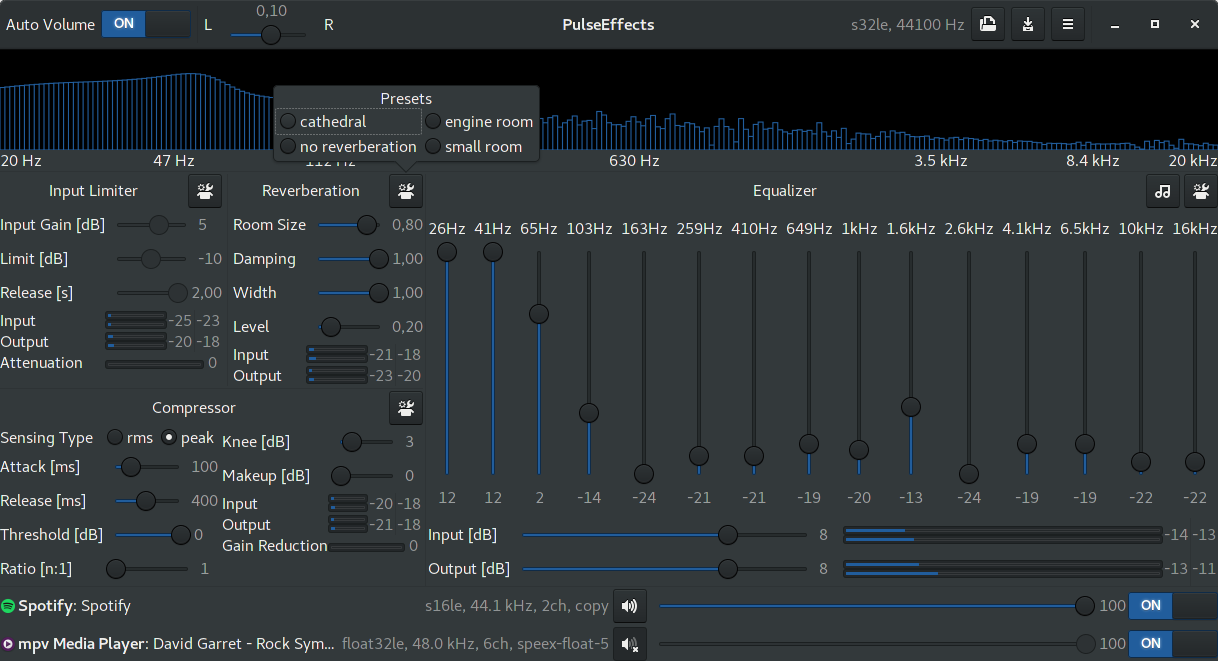 Auto Volume ON L 0,10 R PulseEffects s32le, 44100 Hz
Presets
cathedral engine room
no reverberation small room
20 Hz 47 Hz 112 Hz 630 Hz 3.5 kHz 8.4 kHz 20 kHz
Input Limiter
Input Gain [dB] 5
Limit [dB] -10
Release [s] 2,00
Input -25 -23
Output -20 -18
Attenuation 0
Reverberation
Room Size 0,80
Damping 1,00
Width 1,00
Level 0,20
Input -21 -18
Output -23 -20
Compressor
Sensing Type rms peak
Attack [ms] 100
Release [ms] 400
Threshold [dB] 0
Ratio [n:1] 1
Knee [dB] 3
Makeup [dB] 0
Input -20 -18
Output -21 -18
Gain Reduction 0
Equalizer
26Hz 41Hz 65Hz 103Hz 163Hz 259Hz 410Hz 649Hz 1kHz 1.6kHz 2.6kHz 4.1kHz 6.5kHz 10kHz 16kHz
12 12 2 -14 -24 -21 -21 -19 -20 -13 -24 -19 -19 -22 -22
Input [dB] 8 -14 -13
Output [dB] 8 -13 -11
Spotify: Spotify s16le, 44.1 kHz, 2ch, copy 100 ON
mpv Media Player: David Garret - Rock Sym... float32le, 48.0 kHz, 6ch, speex-float-5 100 ON